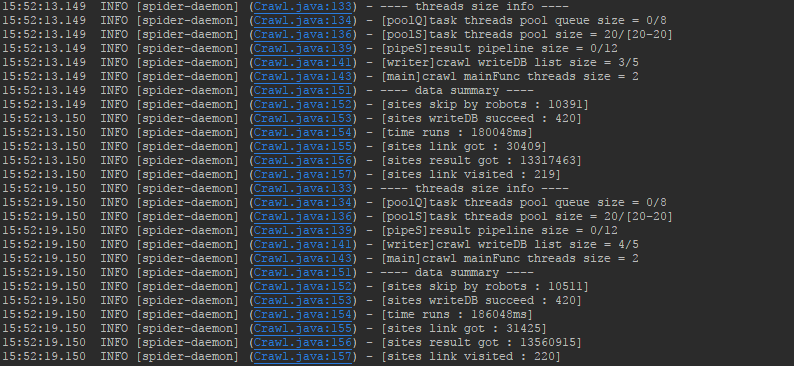 15:52:13.149  INFO [spider-daemon] (Crawl.java:133) - ---- threads size info ----
15:52:13.149  INFO [spider-daemon] (Crawl.java:134) - [poolQ]task threads pool queue size = 0/8
15:52:13.149  INFO [spider-daemon] (Crawl.java:136) - [poolS]task threads pool size = 20/[20-20]
15:52:13.149  INFO [spider-daemon] (Crawl.java:139) - [pipeS]result pipeline size = 0/12
15:52:13.149  INFO [spider-daemon] (Crawl.java:141) - [writer]crawl writeDB list size = 3/5
15:52:13.149  INFO [spider-daemon] (Crawl.java:143) - [main]crawl mainFunc threads size = 2
15:52:13.149  INFO [spider-daemon] (Crawl.java:151) - ---- data summary ----
15:52:13.149  INFO [spider-daemon] (Crawl.java:152) - [sites skip by robots : 10391]
15:52:13.150  INFO [spider-daemon] (Crawl.java:153) - [sites writeDB succeed : 420]
15:52:13.150  INFO [spider-daemon] (Crawl.java:154) - [time runs : 180048ms]
15:52:13.150  INFO [spider-daemon] (Crawl.java:155) - [sites link got : 30409]
15:52:13.150  INFO [spider-daemon] (Crawl.java:156) - [sites result got : 13317463]
15:52:13.150  INFO [spider-daemon] (Crawl.java:157) - [sites link visited : 219]
15:52:19.150  INFO [spider-daemon] (Crawl.java:133) - ---- threads size info ----
15:52:19.150  INFO [spider-daemon] (Crawl.java:134) - [poolQ]task threads pool queue size = 0/8
15:52:19.150  INFO [spider-daemon] (Crawl.java:136) - [poolS]task threads pool size = 20/[20-20]
15:52:19.150  INFO [spider-daemon] (Crawl.java:139) - [pipeS]result pipeline size = 0/12
15:52:19.150  INFO [spider-daemon] (Crawl.java:141) - [writer]crawl writeDB list size = 4/5
15:52:19.150  INFO [spider-daemon] (Crawl.java:143) - [main]crawl mainFunc threads size = 2
15:52:19.150  INFO [spider-daemon] (Crawl.java:151) - ---- data summary ----
15:52:19.150  INFO [spider-daemon] (Crawl.java:152) - [sites skip by robots : 10511]
15:52:19.150  INFO [spider-daemon] (Crawl.java:153) - [sites writeDB succeed : 420]
15:52:19.150  INFO [spider-daemon] (Crawl.java:154) - [time runs : 186048ms]
15:52:19.150  INFO [spider-daemon] (Crawl.java:155) - [sites link got : 31425]
15:52:19.150  INFO [spider-daemon] (Crawl.java:156) - [sites result got : 13560915]
15:52:19.150  INFO [spider-daemon] (Crawl.java:157) - [sites link visited : 220]